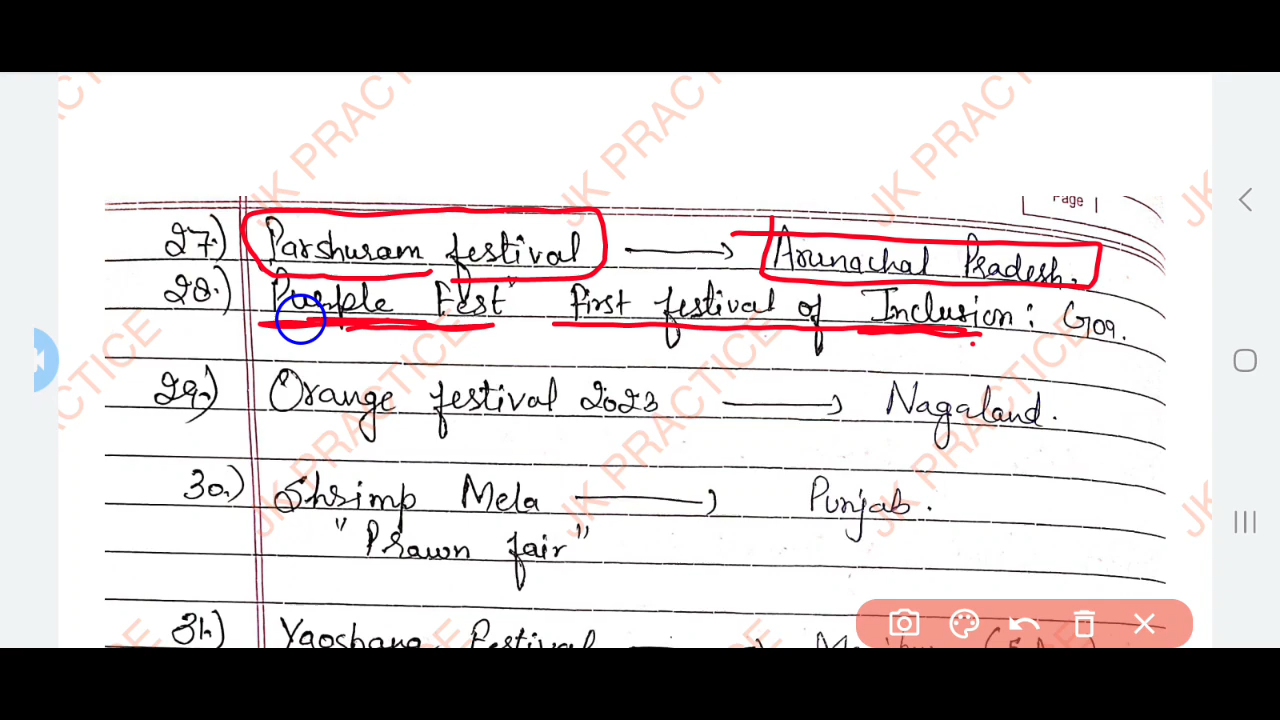 Page
27.) Parshuram festival → Arunachal Pradesh.
28.) Purple Fest" first festival of Inclusion: Goa.
29.) Orange festival 2023 → Nagaland.
30.) Shrimp Mela → Punjab.
"Prawn fair"
31.) Yaoshang Festival
JK PRACTICE